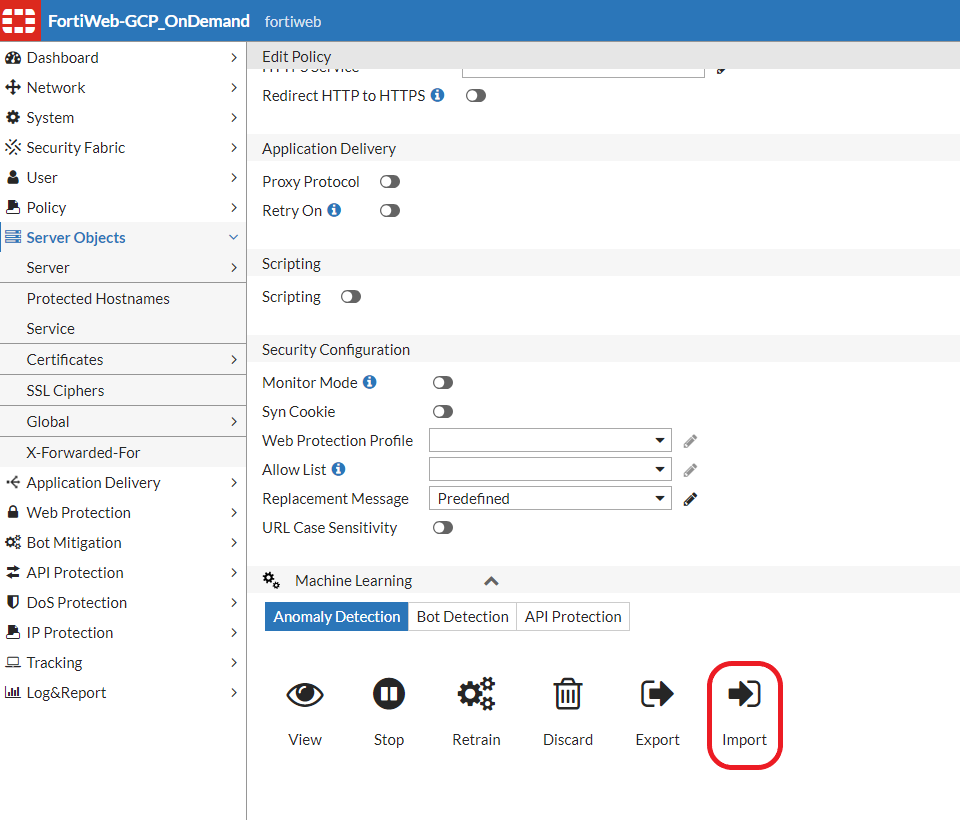 FortiWeb-GCP_OnDemand fortiweb
Dashboard
Network
System
Security Fabric
User
Policy
Server Objects
Server
Protected Hostnames
Service
Certificates
SSL Ciphers
Global
X-Forwarded-For
Application Delivery
Web Protection
Bot Mitigation
API Protection
DoS Protection
IP Protection
Tracking
Log&Report
Edit Policy
HTTPS Service
Redirect HTTP to HTTPS
Application Delivery
Proxy Protocol
Retry On
Scripting
Scripting
Security Configuration
Monitor Mode
Syn Cookie
Web Protection Profile
Allow List
Replacement Message Predefined
URL Case Sensitivity
Machine Learning
Anomaly Detection Bot Detection API Protection
View Stop Retrain Discard Export Import